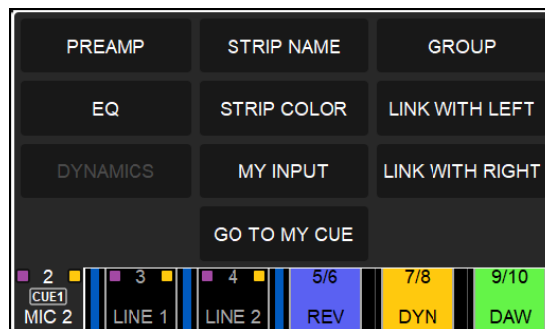 PREAMP STRIP NAME GROUP
EQ STRIP COLOR LINK WITH LEFT
DYNAMICS MY INPUT LINK WITH RIGHT
GO TO MY CUE
2 3 4 5/6 7/8 9/10
CUE1
MIC 2 LINE 1 LINE 2 REV DYN DAW